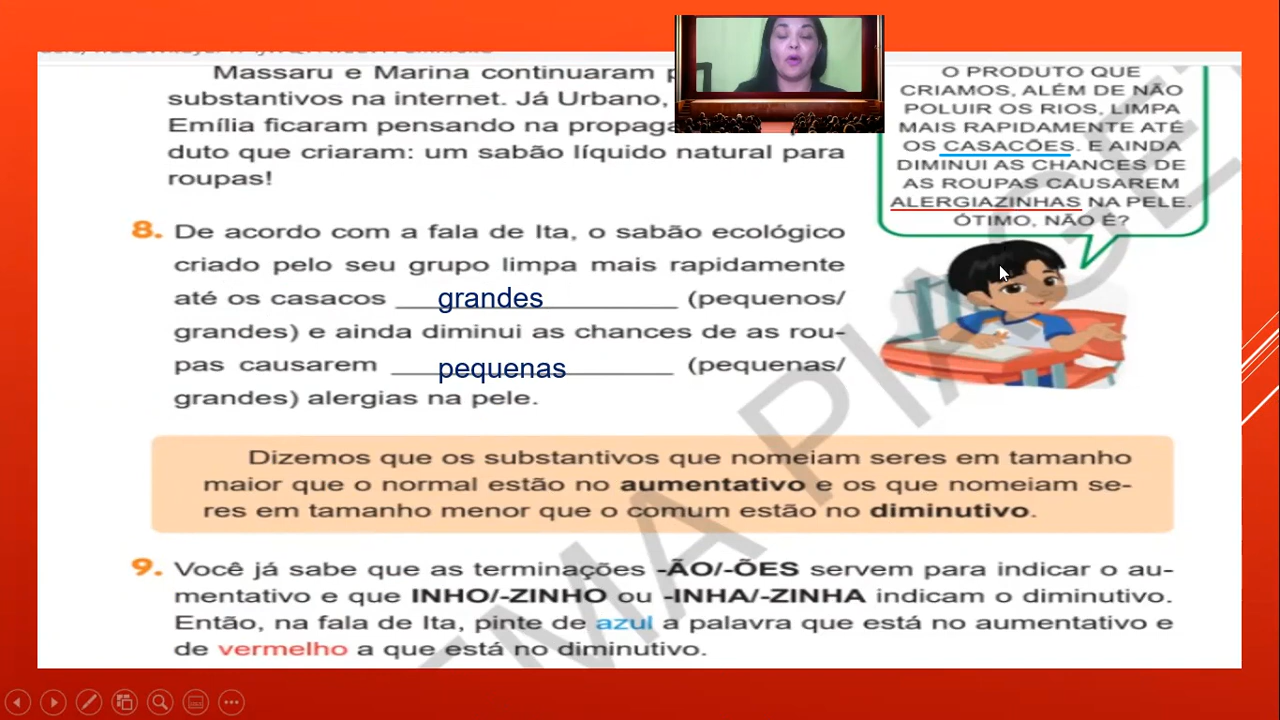 Massaru e Marina continuaram
substantivos na internet. Já Urbano,
Emília ficaram pensando na
duto que criaram: um sabão líquido natural para
roupas!
O PRODUTO QUE
CRIAMOS, ALÉM DE NÃO
POLUIR OS RIOS, LIMPA
MAIS RAPIDAMENTE ATÉ
OS CASACÕES. E AINDA
DIMINUI AS CHANCES DE
AS ROUPAS CAUSAREM
ALERGIAZINHAS NA PELE.
ÓTIMO, NÃO É?
8. De acordo com a fala de Ita, o sabão ecológico
criado pelo seu grupo limpa mais rapidamente
até os casacos grandes (pequenos/
grandes) e ainda diminui as chances de as rou-
pas causarem pequenas (pequenas/
grandes) alergias na pele.
Dizemos que os substantivos que nomeiam seres em tamanho
maior que o normal estão no aumentativo e os que nomeiam se-
res em tamanho menor que o comum estão no diminutivo.
9. Você já sabe que as terminações -ÃO/-ÕES servem para indicar o au-
mentativo e que INHO/-ZINHO ou -INHA/-ZINHA indicam o diminutivo.
Então, na fala de Ita, pinte de azul a palavra que está no aumentativo e
de vermelho a que está no diminutivo.